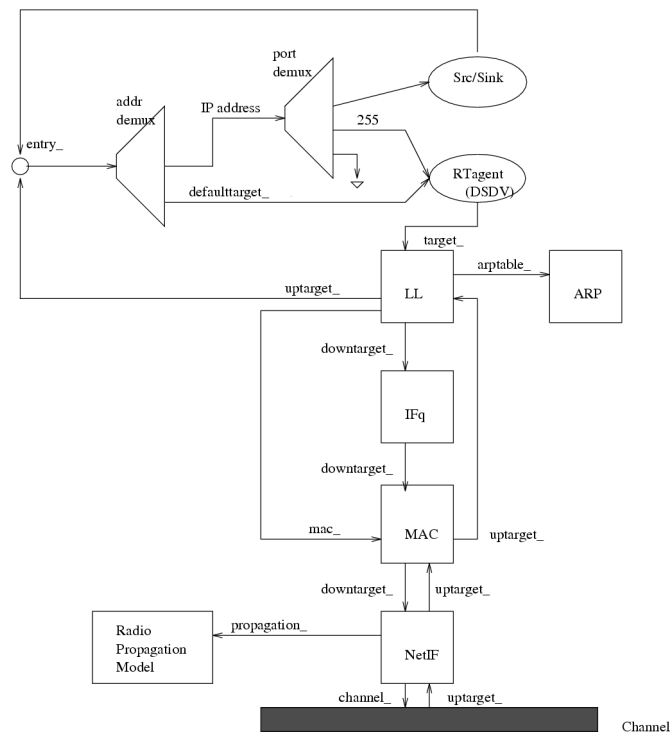 port
demux
Src/Sink
addr
demux
IP address
255
entry_
RTagent
(DSDV)
defaulttarget_
target_
arptable_
uptarget_
LL
ARP
downtarget_
IFq
downtarget_
mac_
MAC
uptarget_
downtarget_
uptarget_
Radio
Propagation
Model
propagation_
NetIF
channel_
uptarget_
Channel